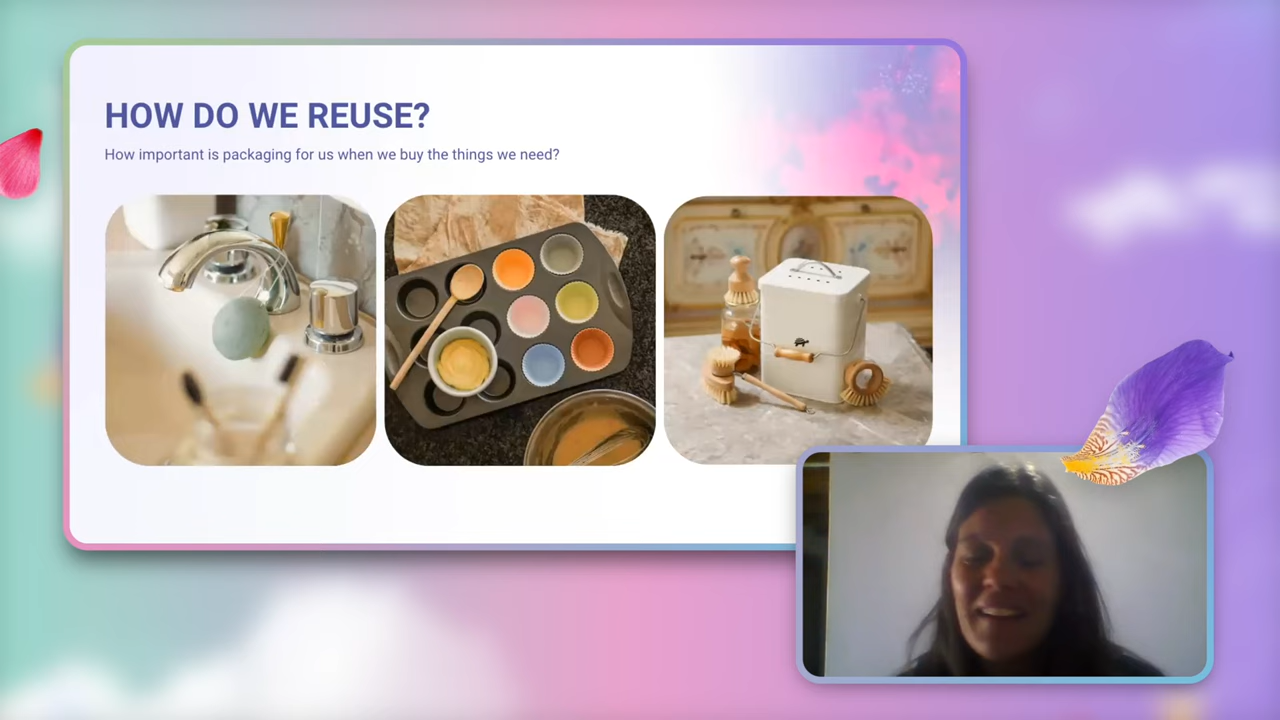 HOW DO WE REUSE?
How important is packaging for us when we buy the things we need?